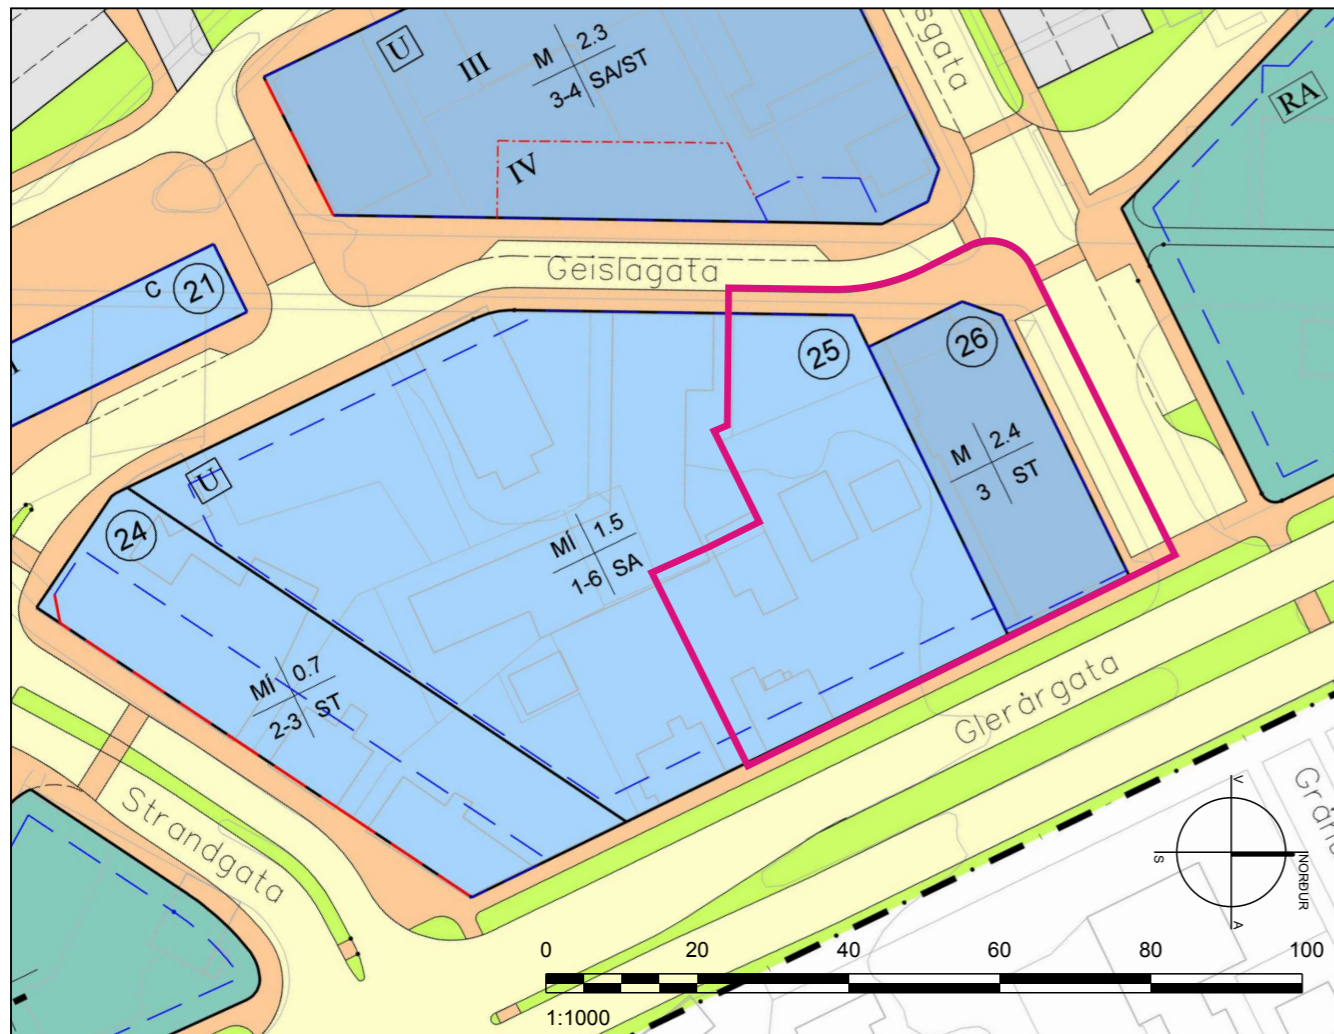 U
III
M 2.3
3-4 SA/ST
IV
RA
Geislagata
C 21
25
26
M 2.4
3 ST
U
24
MÍ 1.5
1-6 SA
MÍ 0.7
2-3 ST
Glerárgata
Strandgata
V
S
NORÐUR
A
0 20 40 60 80 100
1:1000